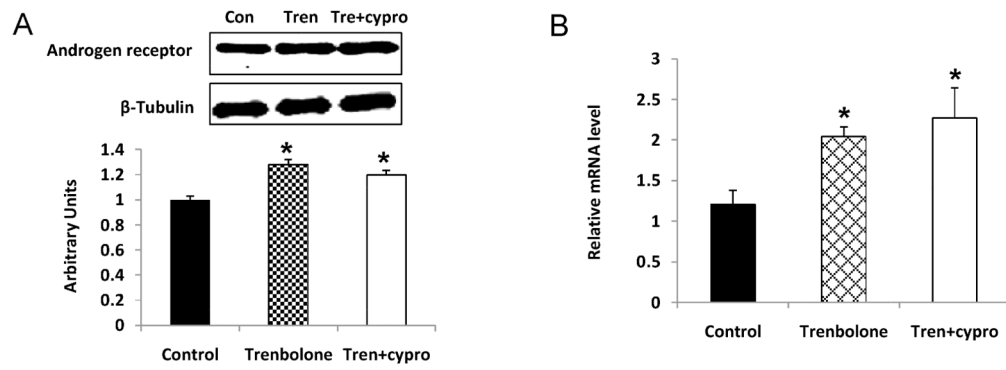 A
Con Tren Tre+cypro
Androgen receptor
β-Tubulin
Arbitrary Units
1.4
1.2
1
0.8
0.6
0.4
0.2
0
*
*
Control Trenbolone Tren+cypro
B
Relative mRNA level
3
2.5
2
1.5
1
0.5
0
*
*
Control Trenbolone Tren+cypro